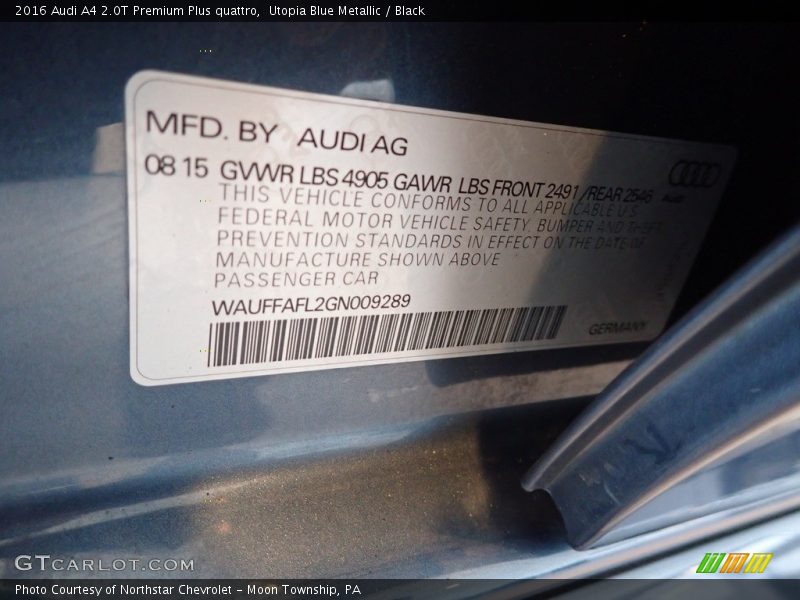 2016 Audi A4 2.0T Premium Plus quattro,  Utopia Blue Metallic / Black
MFD. BY AUDI AG
08 15 GVWR LBS 4905 GAWR LBS FRONT 2491 /REAR 2546
Audi
THIS VEHICLE CONFORMS TO ALL APPLICABLE U S
FEDERAL MOTOR VEHICLE SAFETY, BUMPER AND THEFT
PREVENTION STANDARDS IN EFFECT ON THE DATE OF
MANUFACTURE SHOWN ABOVE
PASSENGER CAR
WAUFFAFL2GN009289
GERMANY
GTCARLOT.COM
Photo Courtesy of Northstar Chevrolet – Moon Township, PA